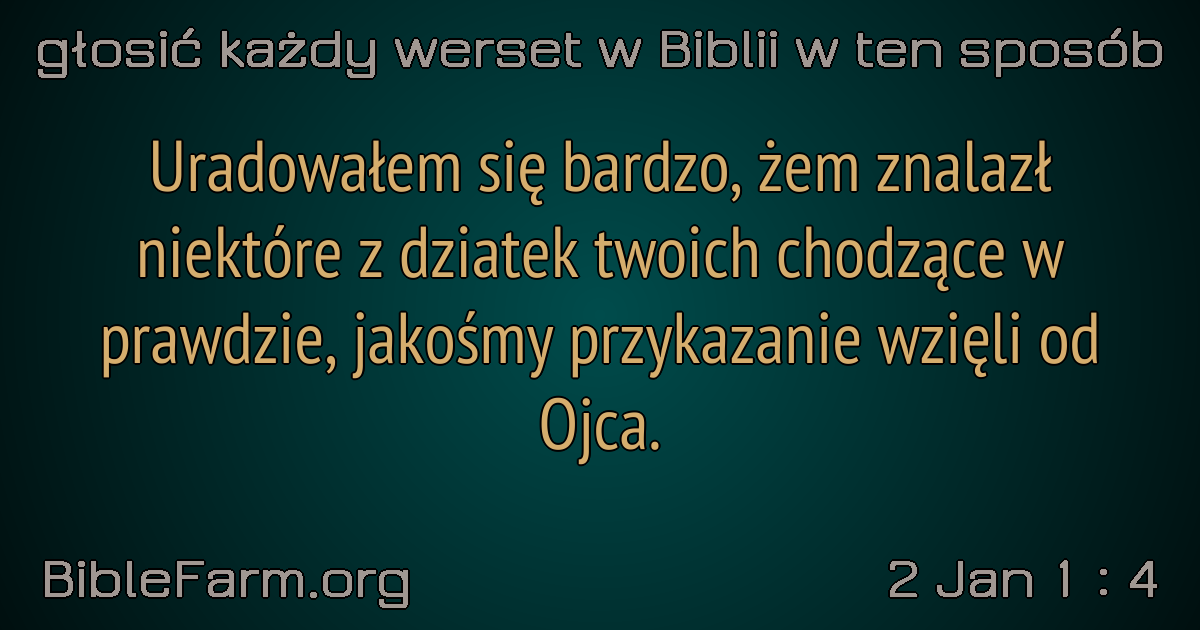 głosić każdy werset w Biblii w ten sposób
Uradowałem się bardzo, żem znalazł
niektóre z dziatek twoich chodzące w
prawdzie, jakośmy przykazanie wzięli od
Ojca.
BibleFarm.org
2 Jan 1 : 4